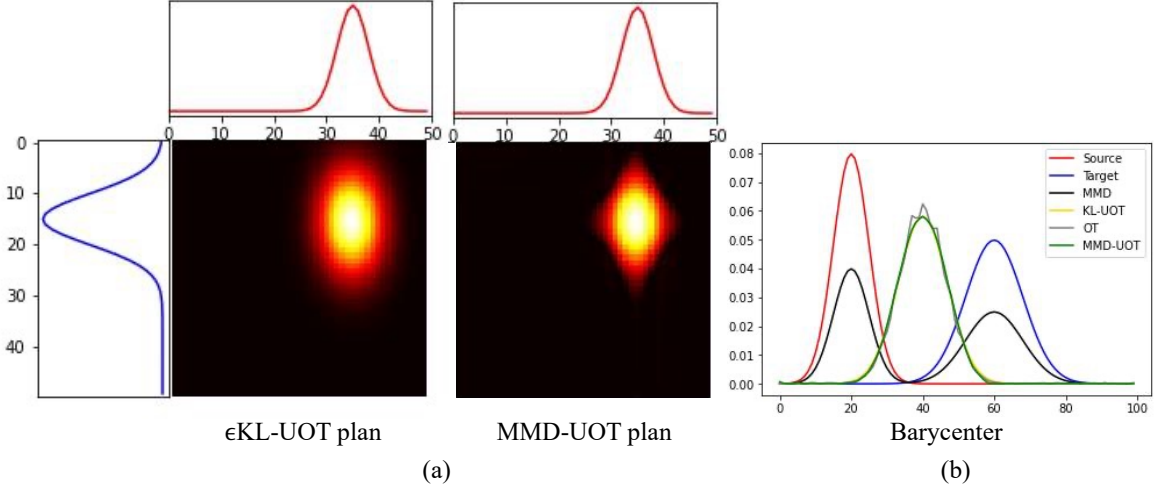 0 10 20 30 40 50
0 10 20 30 40 50
0
10
20
30
40
0.08
0.07
0.06
0.05
0.04
0.03
0.02
0.01
0.00
0 20 40 60 80 100
Source
Target
MMD
KL-UOT
OT
MMD-UOT
ϵKL-UOT plan
MMD-UOT plan
Barycenter
(a)
(b)